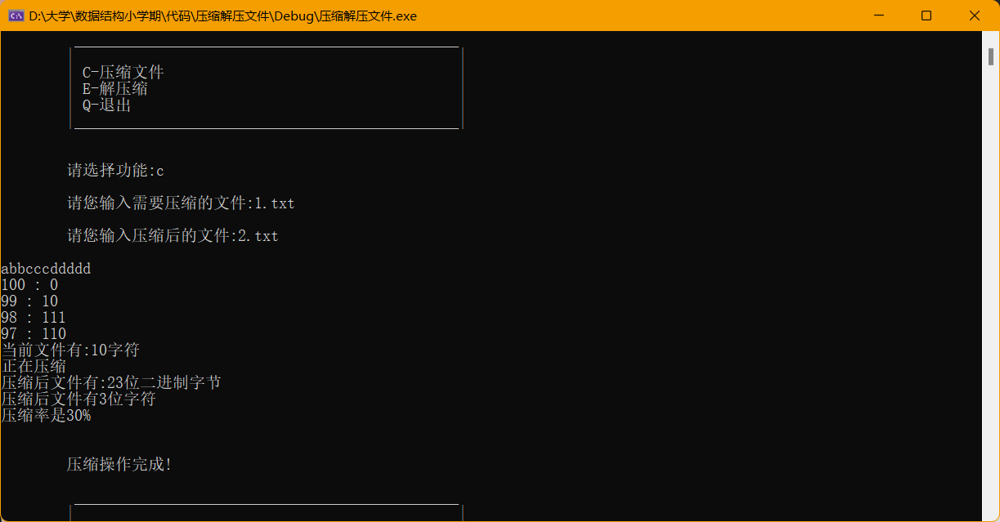 D:\大学\数据结构小学期\代码\压缩解压文件\Debug\压缩解压文件.exe
C-压缩文件
E-解压缩
Q-退出
请选择功能:c
请您输入需要压缩的文件:1.txt
请您输入压缩后的文件:2.txt
abbcccddddd
100 : 0
99 : 10
98 : 111
97 : 110
当前文件有:10字符
正在压缩
压缩后文件有:23位二进制字节
压缩后文件有3位字符
压缩率是30%
压缩操作完成!